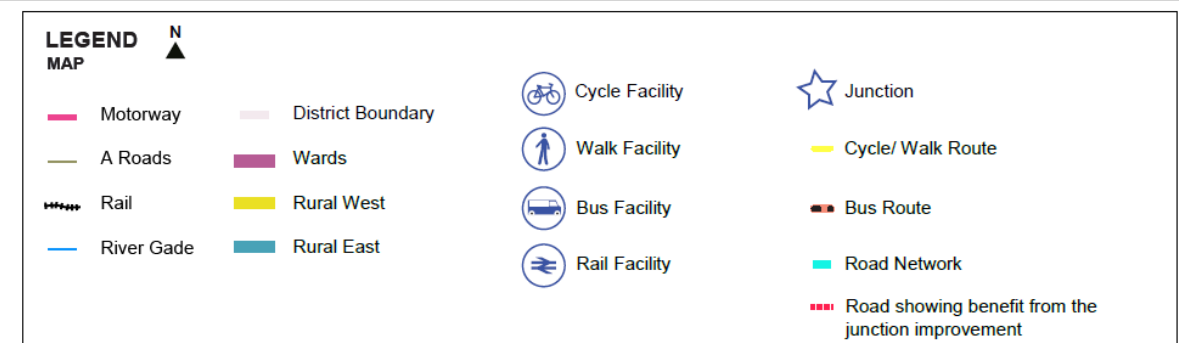 LEGEND
N
MAP
Motorway
A Roads
Rail
River Gade
District Boundary
Wards
Rural West
Rural East
Cycle Facility
Walk Facility
Bus Facility
Rail Facility
Junction
Cycle/ Walk Route
Bus Route
Road Network
Road showing benefit from the
junction improvement